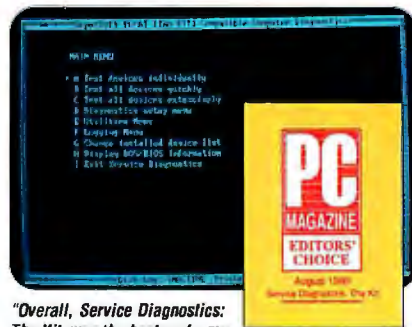 MAIN MENU
A Test devices individually
B Test all devices quickly
C Test all devices extensively
D Diagnostics setup menu
E Utilities Menu
F Logging Menu
G Change installed device list
H Display DOS/BIOS Information
I Exit Service Diagnostics
PC
MAGAZINE
EDITORS'
CHOICE
August
Service Diagnostics, The Kit
"Overall, Service Diagnostics: